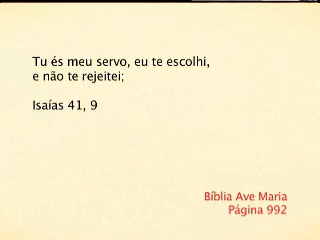 Tu és meu servo, eu te escolhi,
e não te rejeitei;
Isaías 41, 9
Bíblia Ave Maria
Página 992